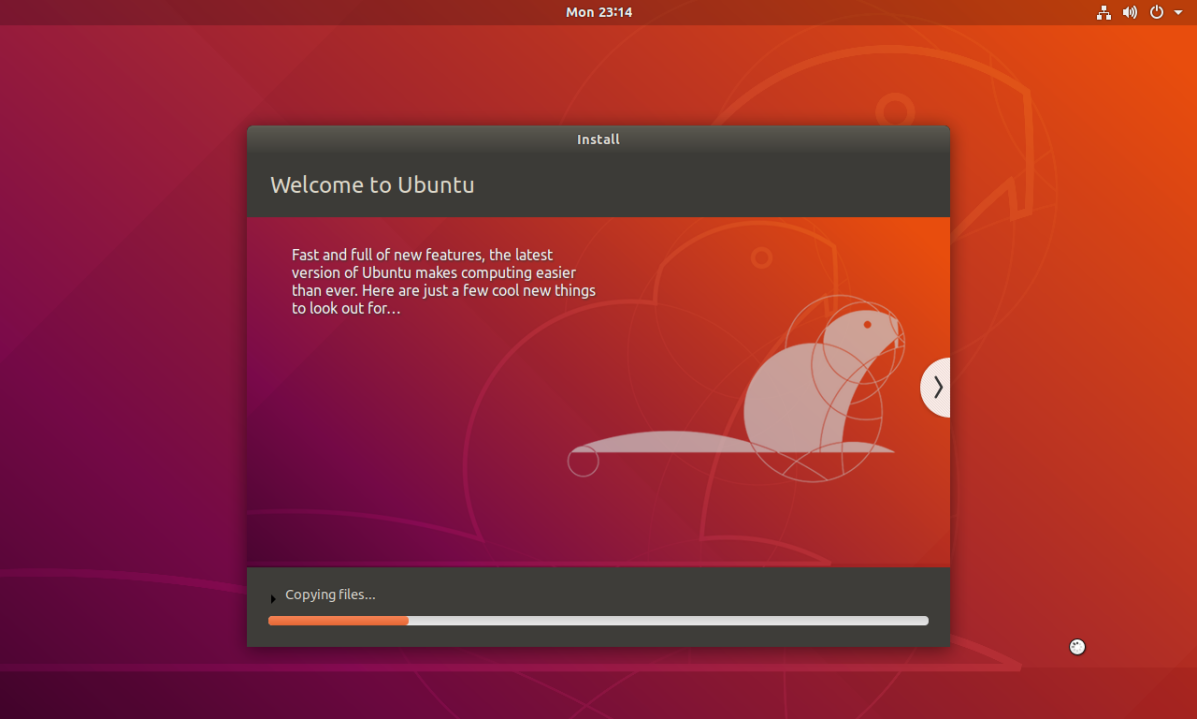 Mon 23:14
Install
Welcome to Ubuntu
Fast and full of new features, the latest
version of Ubuntu makes computing easier
than ever. Here are just a few cool new things
to look out for…
Copying files...